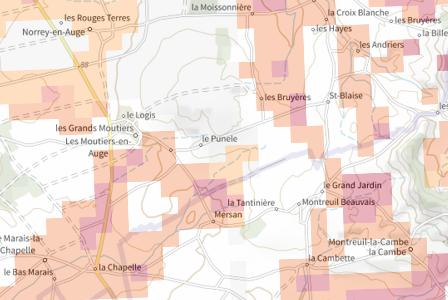 la Moissonnière
la Croix Blanche
les Rouges Terres
les Bruyères
Norrey-en-Auge
les Hayes
la Bille
les Andriers
les Bruyères
St-Blaise
le Logis
les Grands Moutiers
Les Moutiers-en-
Auge
le Punele
le Grand Jardin
la Tantinière
Montreuil Beauvais
Mersan
Marais-la-
Chapelle
Montreuil-la-Cambe
la Cambe
la Cambette
le Bas Marais
la Chapelle